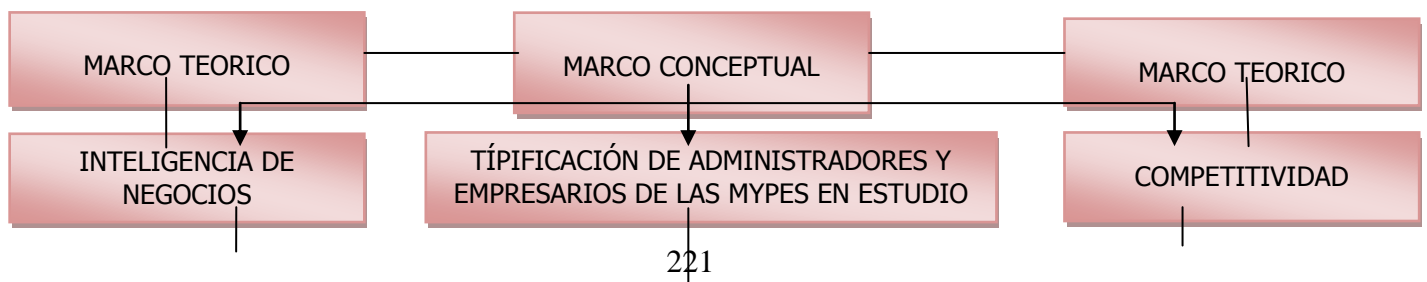 MARCO TEORICO
MARCO CONCEPTUAL
MARCO TEORICO
INTELIGENCIA DE
NEGOCIOS
TÍPIFICACIÓN DE ADMINISTRADORES Y
EMPRESARIOS DE LAS MYPES EN ESTUDIO
COMPETITIVIDAD
221